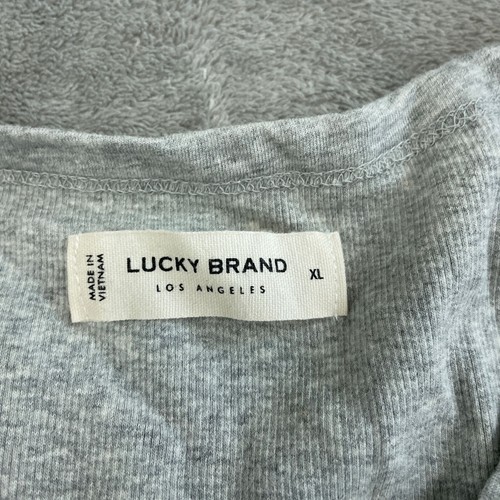 MADE IN
VIETNAM
LUCKY BRAND
LOS ANGELES
XL